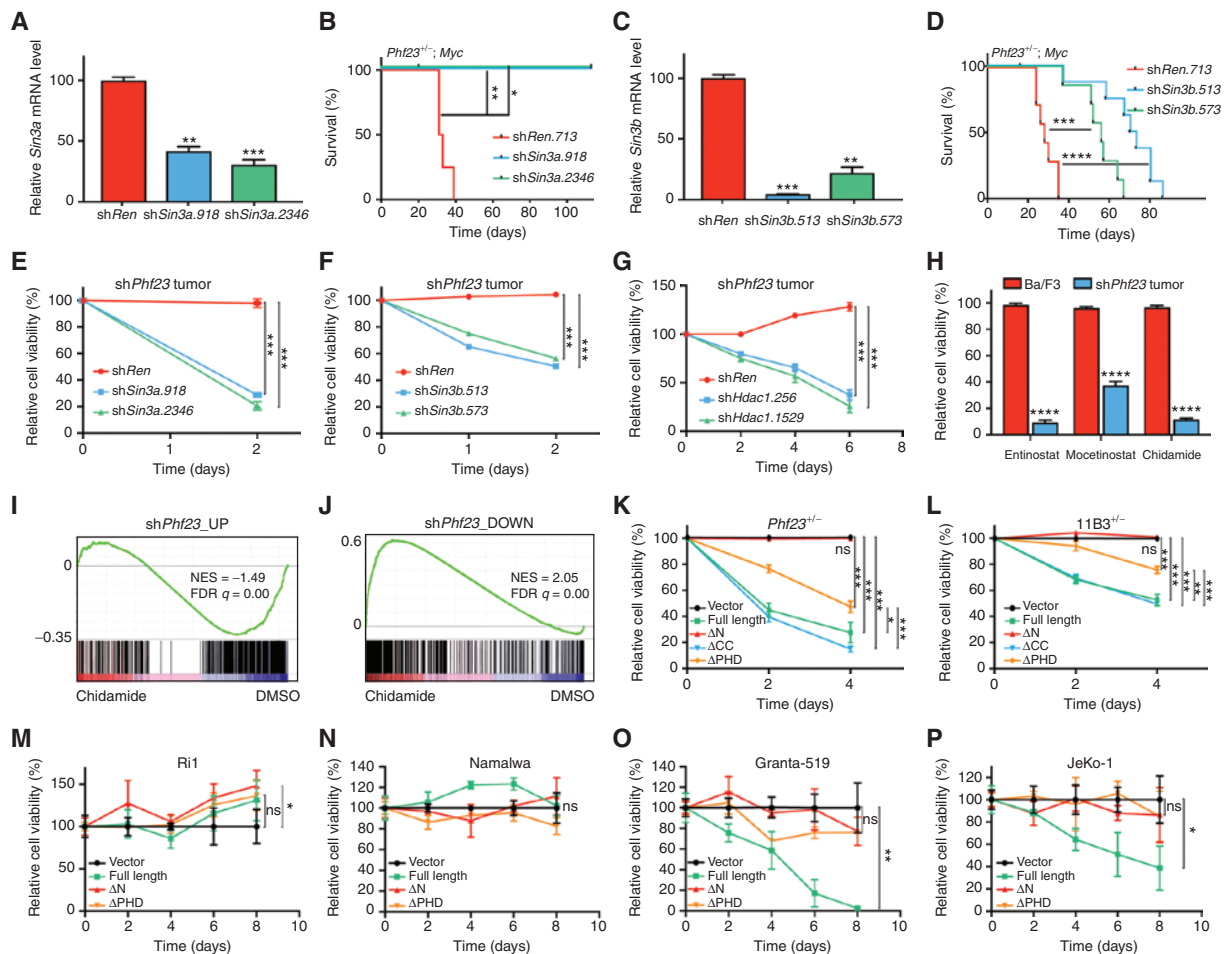 A
Relative Sin3a mRNA level
100
50
0
**
***
shRen
shSin3a.918
shSin3a.2346
B
Phf23+/–; Myc
Survival (%)
100
50
0
**
*
shRen.713
shSin3a.918
shSin3a.2346
0 20 40 60 80 100
Time (days)
C
Relative Sin3b mRNA level
100
50
0
***
**
shRen
shSin3b.513
shSin3b.573
D
Phf23+/–; Myc
Survival (%)
100
50
0
***
****
shRen.713
shSin3b.513
shSin3b.573
0 20 40 60 80
Time (days)
E
shPhf23 tumor
Relative cell viability (%)
100
80
60
40
20
0
shRen
shSin3a.918
shSin3a.2346
***
***
0 1 2
Time (days)
F
shPhf23 tumor
Relative cell viability (%)
100
80
60
40
20
0
shRen
shSin3b.513
shSin3b.573
***
***
0 1 2
Time (days)
G
shPhf23 tumor
Relative cell viability (%)
150
100
50
0
shRen
shHdac1.256
shHdac1.1529
***
***
0 2 4 6 8
Time (days)
H
Ba/F3
shPhf23 tumor
Relative cell viability (%)
100
80
60
40
20
0
****
****
****
Entinostat
Mocetinostat
Chidamide
I
shPhf23_UP
0
–0.35
NES = –1.49
FDR q = 0.00
Chidamide
DMSO
J
shPhf23_DOWN
0.6
0
NES = 2.05
FDR q = 0.00
Chidamide
DMSO
K
Phf23+/–
Relative cell viability (%)
100
80
60
40
20
0
Vector
Full length
ΔN
ΔCC
ΔPHD
ns
***
***
***
*
***
0 2 4
Time (days)
L
11B3+/–
Relative cell viability (%)
100
80
60
40
20
0
Vector
Full length
ΔN
ΔCC
ΔPHD
ns
***
***
***
**
***
0 2 4
Time (days)
M
Ri1
Relative cell viability (%)
150
100
50
0
Vector
Full length
ΔN
ΔPHD
ns
*
0 2 4 6 8 10
Time (days)
N
Namalwa
Relative cell viability (%)
140
120
100
80
60
40
20
0
Vector
Full length
ΔN
ΔPHD
ns
0 2 4 6 8 10
Time (days)
O
Granta-519
Relative cell viability (%)
140
120
100
80
60
40
20
0
Vector
Full length
ΔN
ΔPHD
ns
**
0 2 4 6 8 10
Time (days)
P
JeKo-1
Relative cell viability (%)
120
100
80
60
40
20
0
Vector
Full length
ΔN
ΔPHD
ns
*
0 2 4 6 8 10
Time (days)